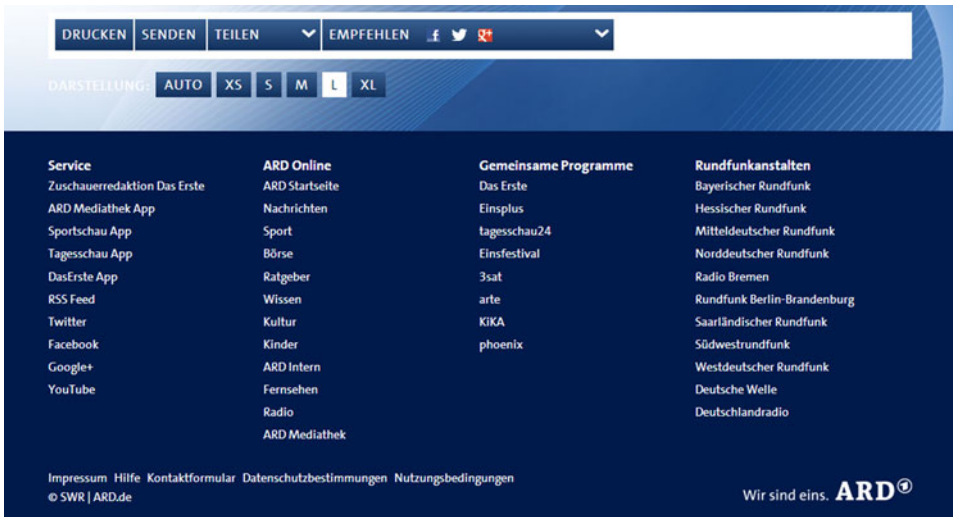 DRUCKEN SENDEN TEILEN EMPFEHLEN
DARSTELLUNG: AUTO XS S M L XL
Service
Zuschauerredaktion Das Erste
ARD Mediathek App
Sportschau App
Tagesschau App
DasErste App
RSS Feed
Twitter
Facebook
Google+
YouTube
ARD Online
ARD Startseite
Nachrichten
Sport
Börse
Ratgeber
Wissen
Kultur
Kinder
ARD Intern
Fernsehen
Radio
ARD Mediathek
Gemeinsame Programme
Das Erste
Einsplus
tagesschau24
Einsfestival
3sat
arte
KiKA
phoenix
Rundfunkanstalten
Bayerischer Rundfunk
Hessischer Rundfunk
Mitteldeutscher Rundfunk
Norddeutscher Rundfunk
Radio Bremen
Rundfunk Berlin-Brandenburg
Saarländischer Rundfunk
Südwestrundfunk
Westdeutscher Rundfunk
Deutsche Welle
Deutschlandradio
Impressum Hilfe Kontaktformular Datenschutzbestimmungen Nutzungsbedingungen
© SWR | ARD.de
Wir sind eins. ARD